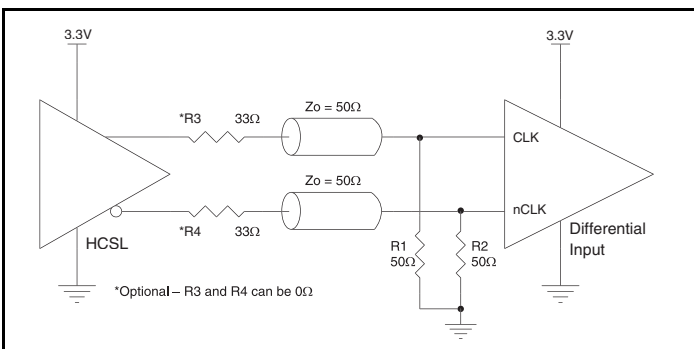 3.3V
3.3V
*R3 33Ω
Zo = 50Ω
CLK
Zo = 50Ω
nCLK
*R4 33Ω
HCSL
R1
50Ω
R2
50Ω
Differential
Input
*Optional – R3 and R4 can be 0Ω